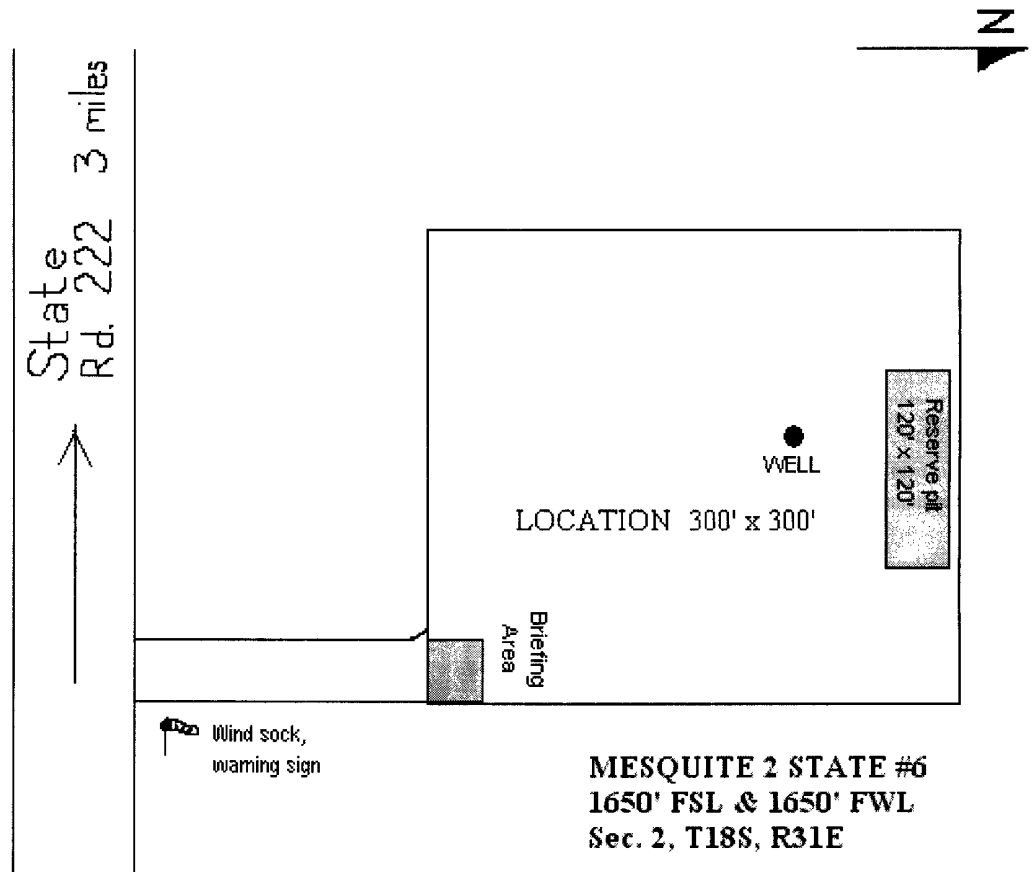 N
State
Rd. 222 3 miles
Reserve pit
120' x 120'
WELL
LOCATION 300' x 300'
Briefing
Area
Wind sock,
warning sign
MESQUITE 2 STATE #6
1650' FSL & 1650' FWL
Sec. 2, T18S, R31E